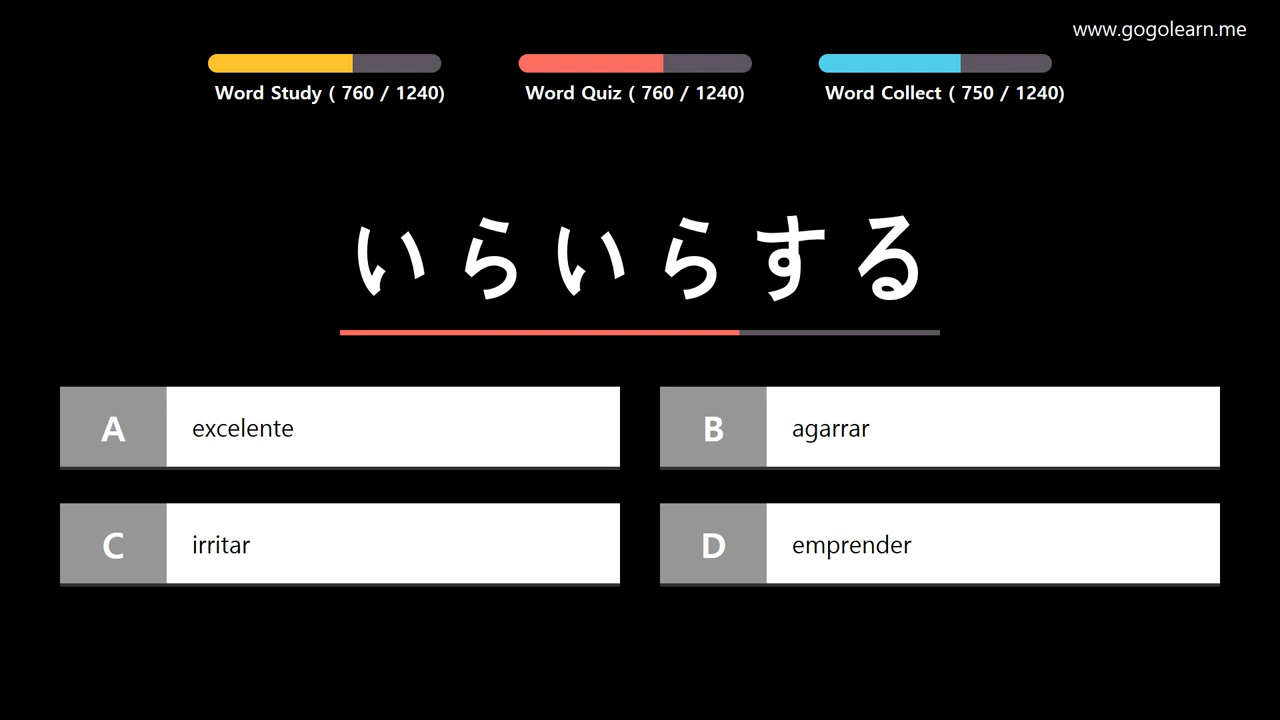 www.gogolearn.me
Word Study ( 760 / 1240)
Word Quiz ( 760 / 1240)
Word Collect ( 750 / 1240)
いらいらする
A excelente
B agarrar
C irritar
D emprender